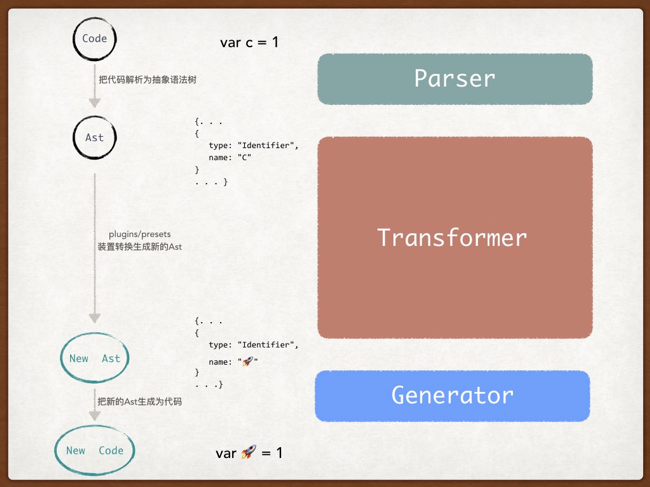 Code
var c = 1
把代码解析为抽象语法树
Parser
Ast
{. . .
{
type: "Identifier",
name: "C"
}
. . . }
plugins/presets
装置转换生成新的Ast
Transformer
{. . .
{
type: "Identifier",
name: "🚀"
}
. . .}
New Ast
把新的Ast生成为代码
Generator
New Code
var 🚀 = 1